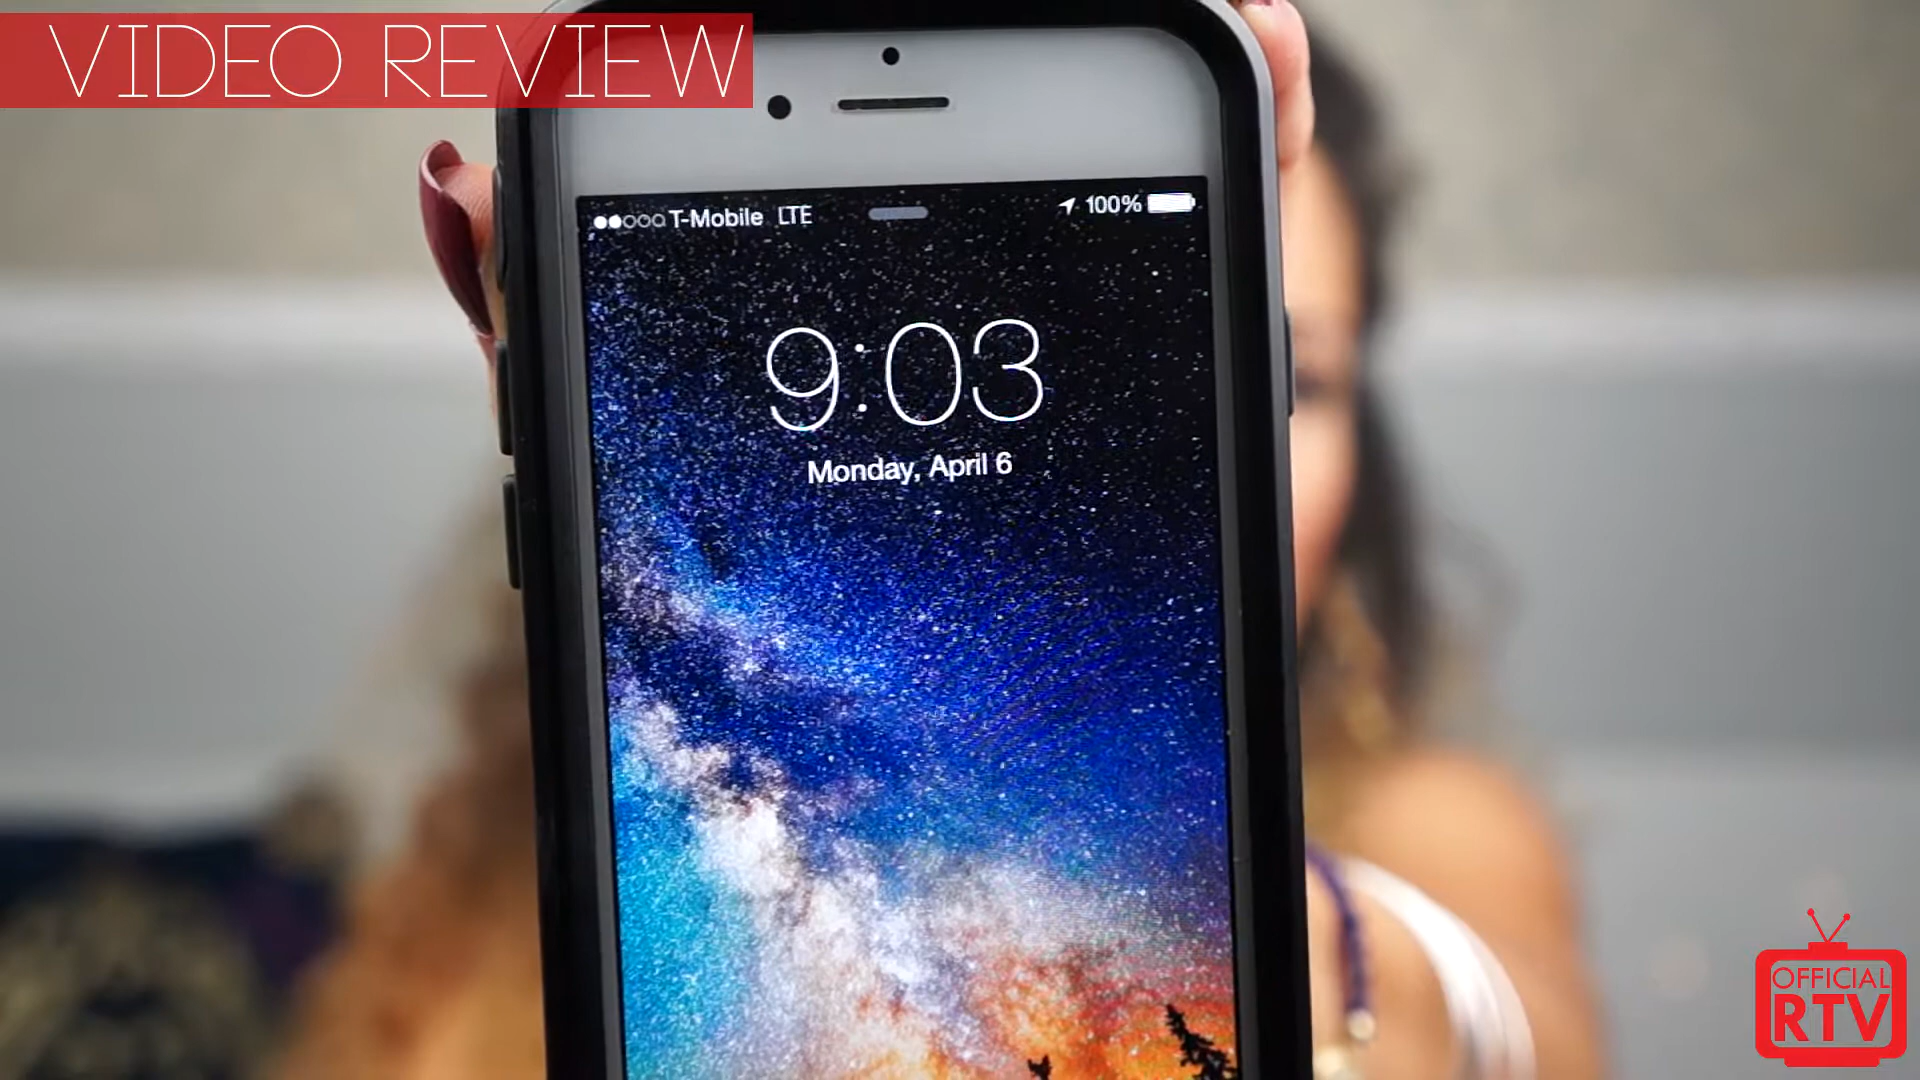 VIDEO REVIEW
T-Mobile LTE
100%
9:03
Monday, April 6
OFFICIAL
RTV